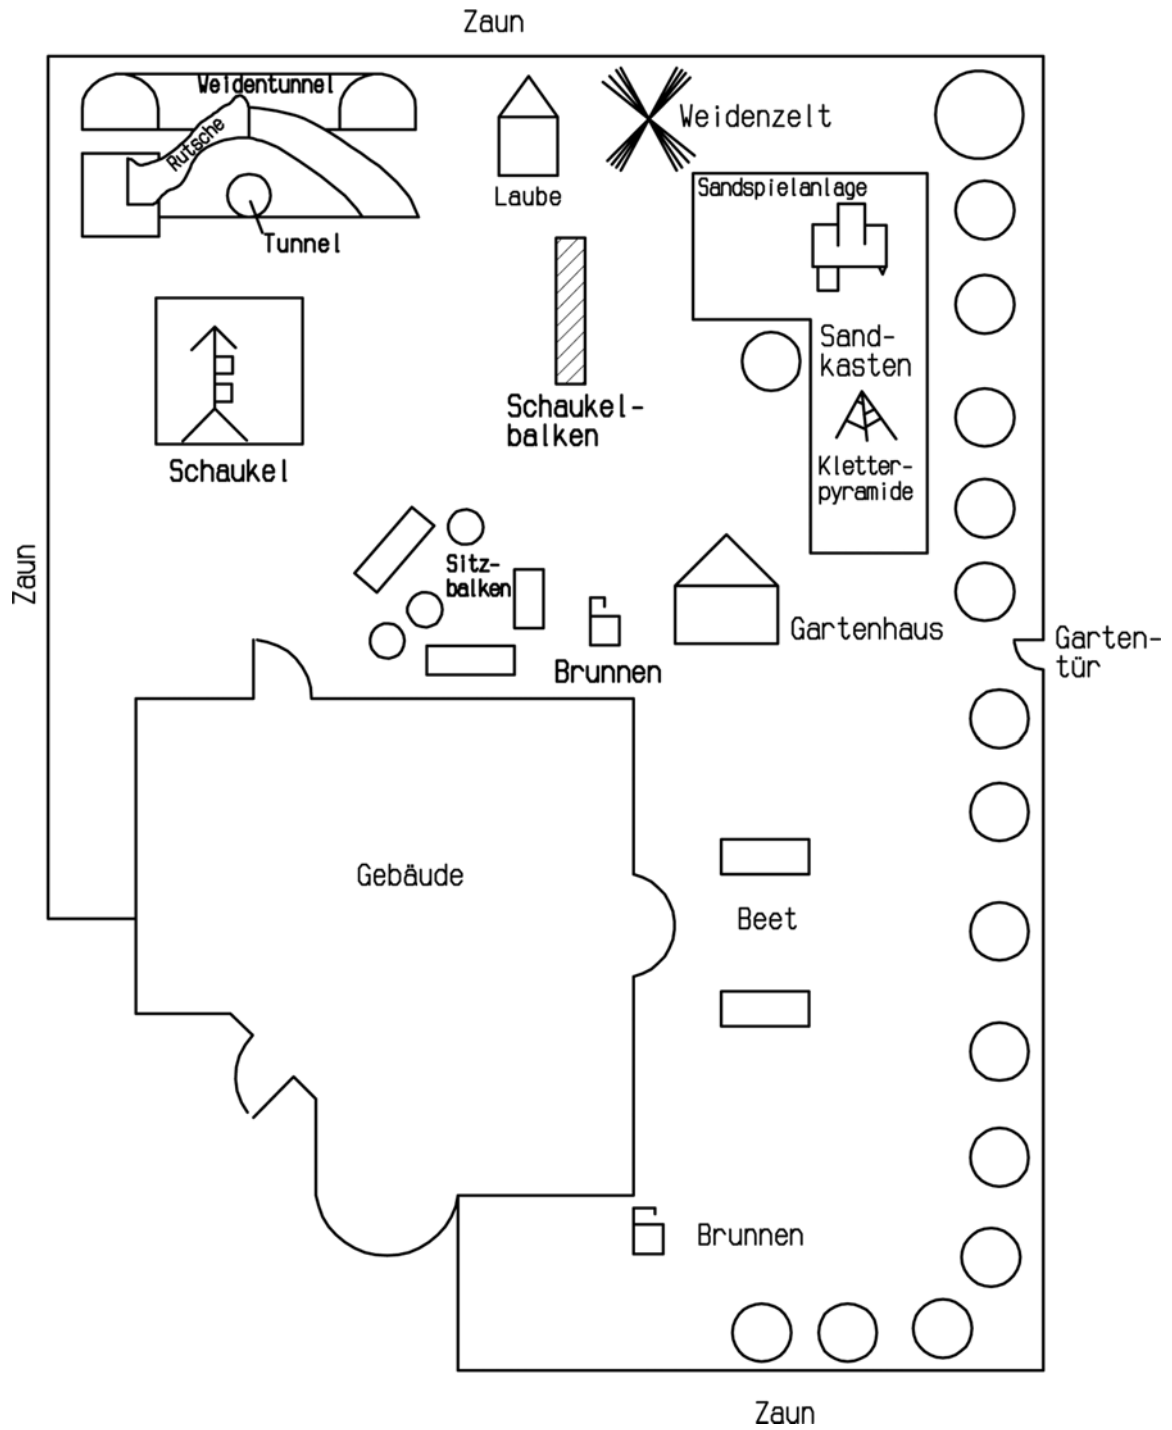 Zaun
Weidentunnel
Rutsche
Tunnel
Laube
Weidenzelt
Sandspielanlage
Sand-
kasten
Schaukel-
balken
Kletter-
pyramide
Schaukel
Zaun
Sitz-
balken
Brunnen
Gartenhaus
Garten-
tür
Gebäude
Beet
Brunnen
Zaun